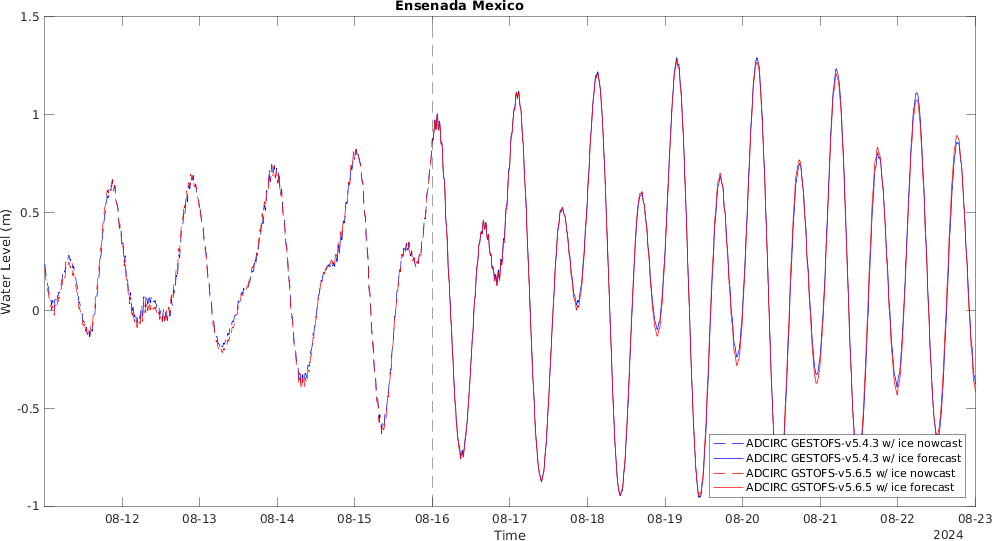 Ensenada Mexico
1.5
1
0.5
0
-0.5
-1
Water Level (m)
ADCIRC GESTOFS-v5.4.3 w/ ice nowcast
ADCIRC GESTOFS-v5.4.3 w/ ice forecast
ADCIRC GSTOFS-v5.6.5 w/ ice nowcast
ADCIRC GSTOFS-v5.6.5 w/ ice forecast
08-12 08-13 08-14 08-15 08-16 08-17 08-18 08-19 08-20 08-21 08-22 08-23
Time
2024